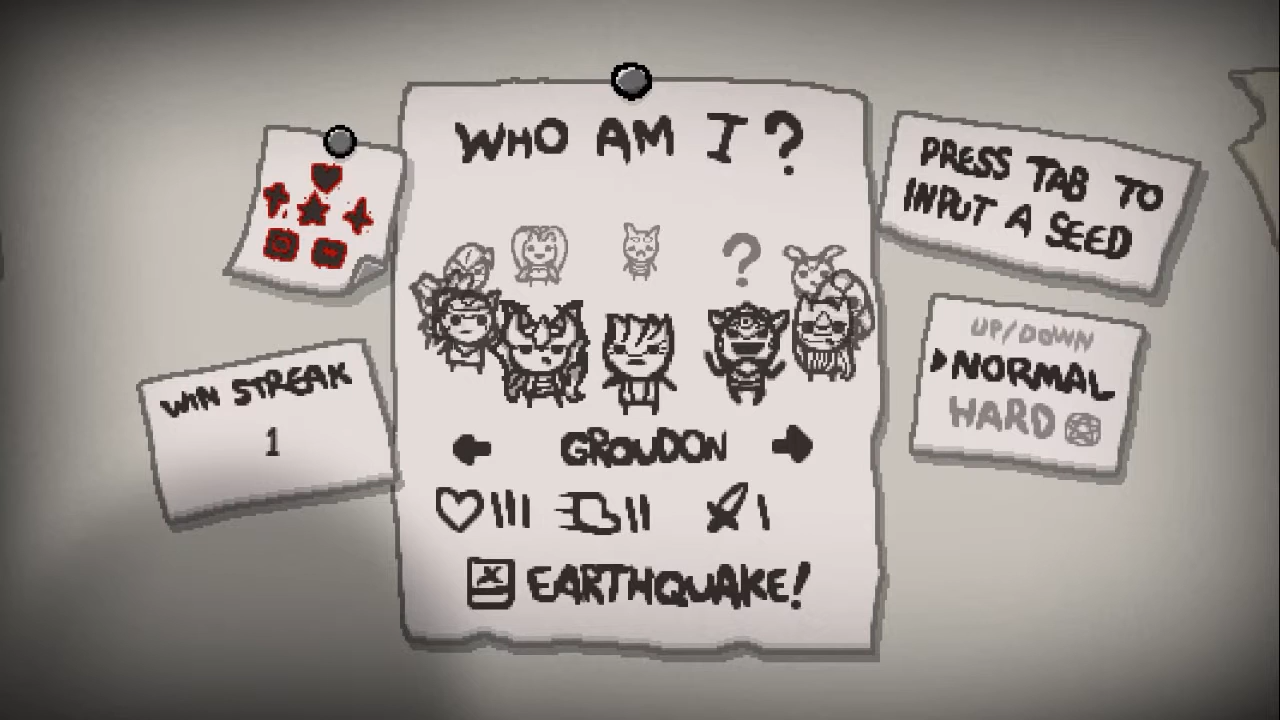 WHO AM I?
?
GROUDON
EARTHQUAKE!
WIN STREAK
1
PRESS TAB TO
INPUT A SEED
UP/DOWN
NORMAL
HARD